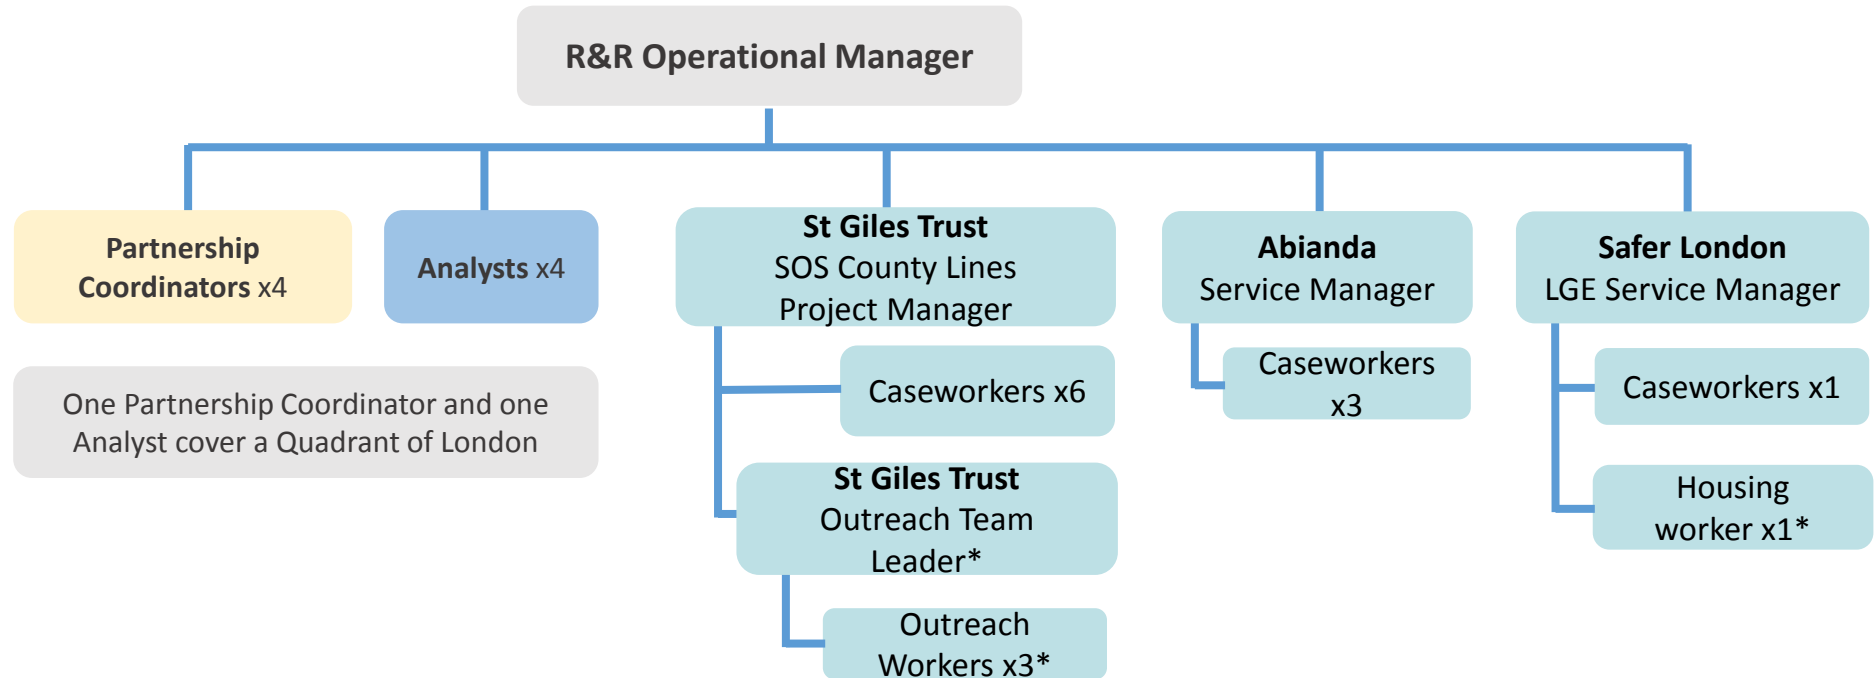 R&R Operational Manager
Partnership
Coordinators x4
Analysts x4
One Partnership Coordinator and one
Analyst cover a Quadrant of London
St Giles Trust
SOS County Lines
Project Manager
Caseworkers x6
St Giles Trust
Outreach Team
Leader*
Outreach
Workers x3*
Abianda
Service Manager
Caseworkers
x3
Safer London
LGE Service Manager
Caseworkers x1
Housing
worker x1*